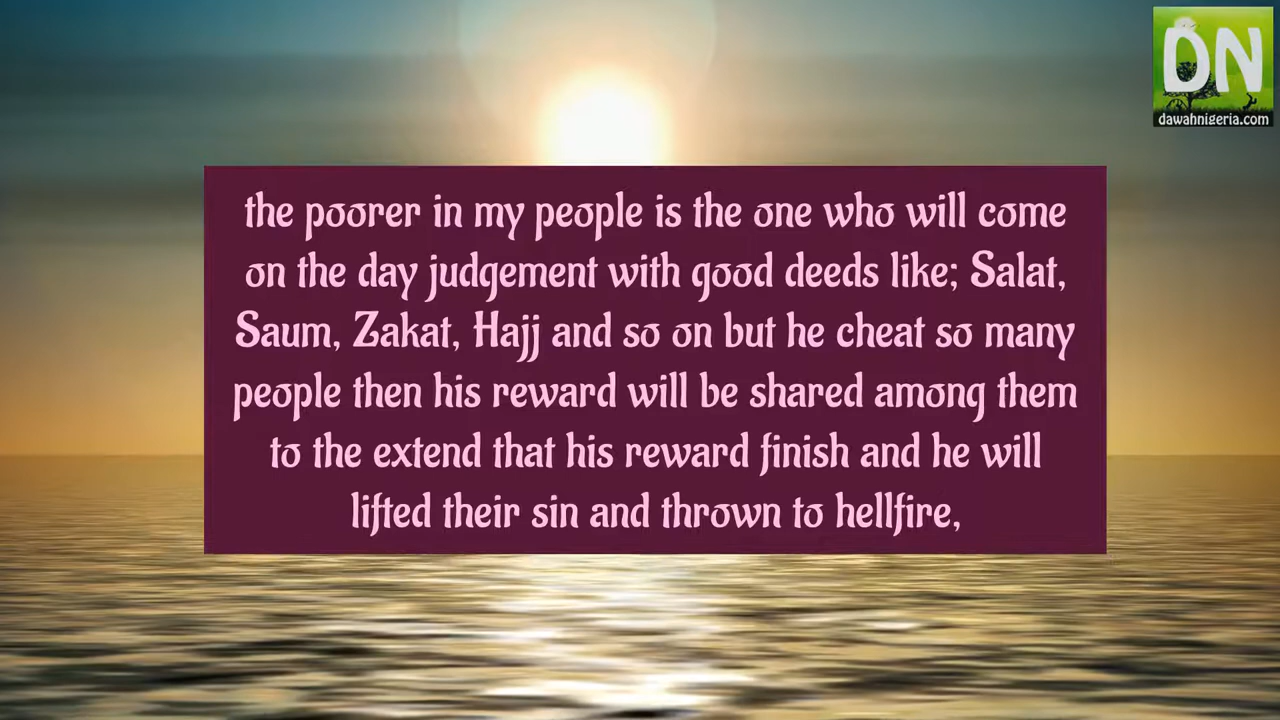 DN
dawahnigeria.com
the poorer in my people is the one who will come
on the day judgement with good deeds like; Salat,
Saum, Zakat, Hajj and so on but he cheat so many
people then his reward will be shared among them
to the extend that his reward finish and he will
lifted their sin and thrown to hellfire,